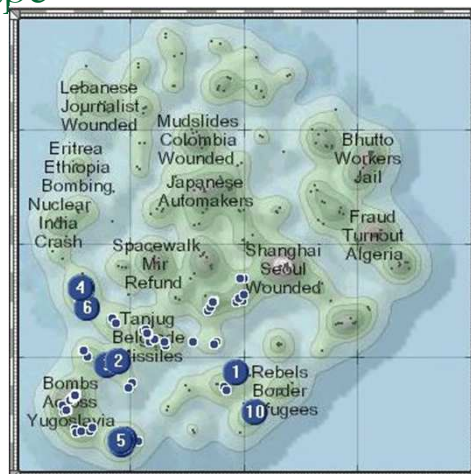 Lebanese
Journalist
Wounded
Mudslides
Colombia
Wounded
Bhutto
Workers
Jail
Eritrea
Ethiopia
Bombing,
Nuclear
India
Crash
Japanese
Automakers
Fraud
Turnout
Algeria
Spacewalk
Mir
Refund
Shanghai
Seoul
Wounded
4
6
Tanjug
Missiles
2
1
Rebels
Border
10
Bombs
Yugoslavia
5